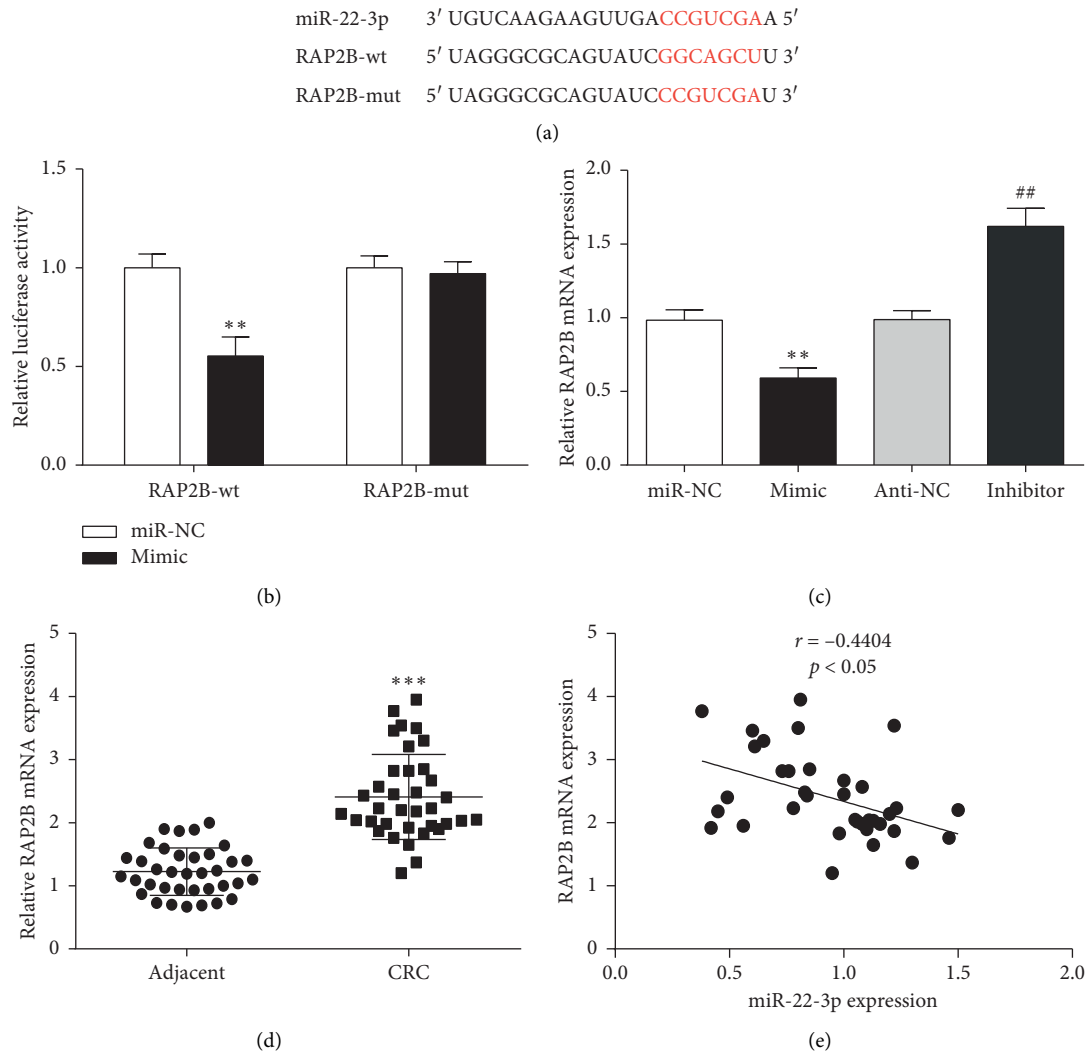 miR-22-3p 3′ UGUCAAGAAGUUGACCGUCGAA 5′
RAP2B-wt 5′ UAGGGCGCAGUAUCGGCAGCUU 3′
RAP2B-mut 5′ UAGGGCGCAGUAUCCCGUCGAU 3′
(a)
Relative luciferase activity
1.5
1.0
0.5
0.0
**
RAP2B-wt RAP2B-mut
miR-NC
Mimic
(b)
Relative RAP2B mRNA expression
2.0
1.5
1.0
0.5
0.0
**
##
miR-NC Mimic Anti-NC Inhibitor
(c)
Relative RAP2B mRNA expression
5
4
3
2
1
0
***
Adjacent CRC
(d)
RAP2B mRNA expression
5
4
3
2
1
0
r = –0.4404
p < 0.05
0.0 0.5 1.0 1.5 2.0
miR-22-3p expression
(e)